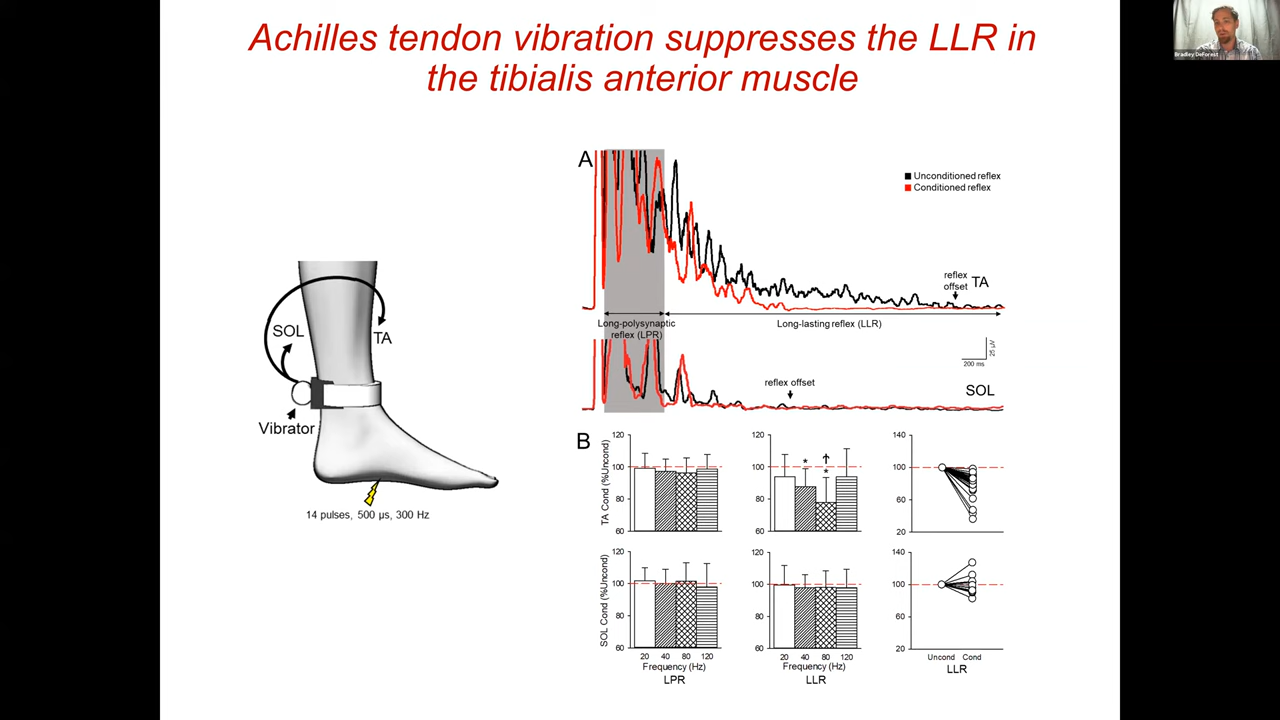 Achilles tendon vibration suppresses the LLR in
the tibialis anterior muscle
Bradley DeForest
SOL
TA
Vibrator
14 pulses, 500 µs, 300 Hz
A
Unconditioned reflex
Conditioned reflex
reflex
offset
TA
Long-polysynaptic
reflex (LPR)
Long-lasting reflex (LLR)
25 µV
200 ms
reflex offset
SOL
B
TA Cond (%Uncond)
120
100
80
60
120
100
80
60
* * †
140
100
60
20
SOL Cond (%Uncond)
120
100
80
60
20 40 80 120
Frequency (Hz)
LPR
120
100
80
60
20 40 80 120
Frequency (Hz)
LLR
140
100
60
20
Uncond Cond
LLR